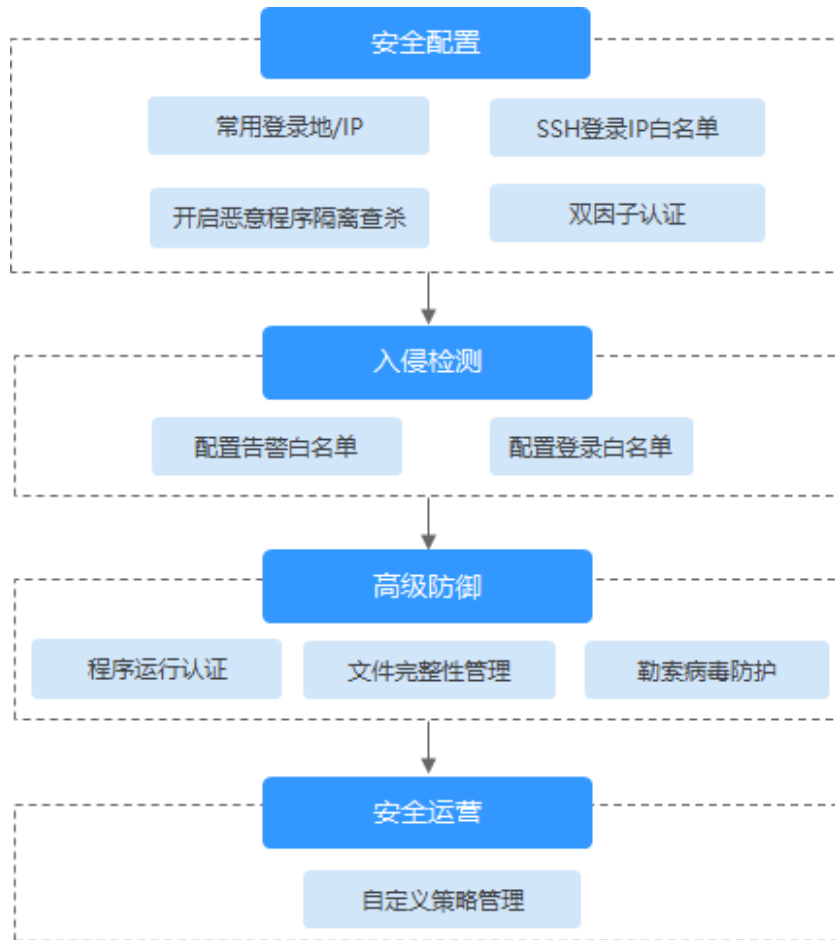 安全配置
常用登录地/IP
SSH登录IP白名单
开启恶意程序隔离查杀
双因子认证
入侵检测
配置告警白名单
配置登录白名单
高级防御
程序运行认证
文件完整性管理
勒索病毒防护
安全运营
自定义策略管理